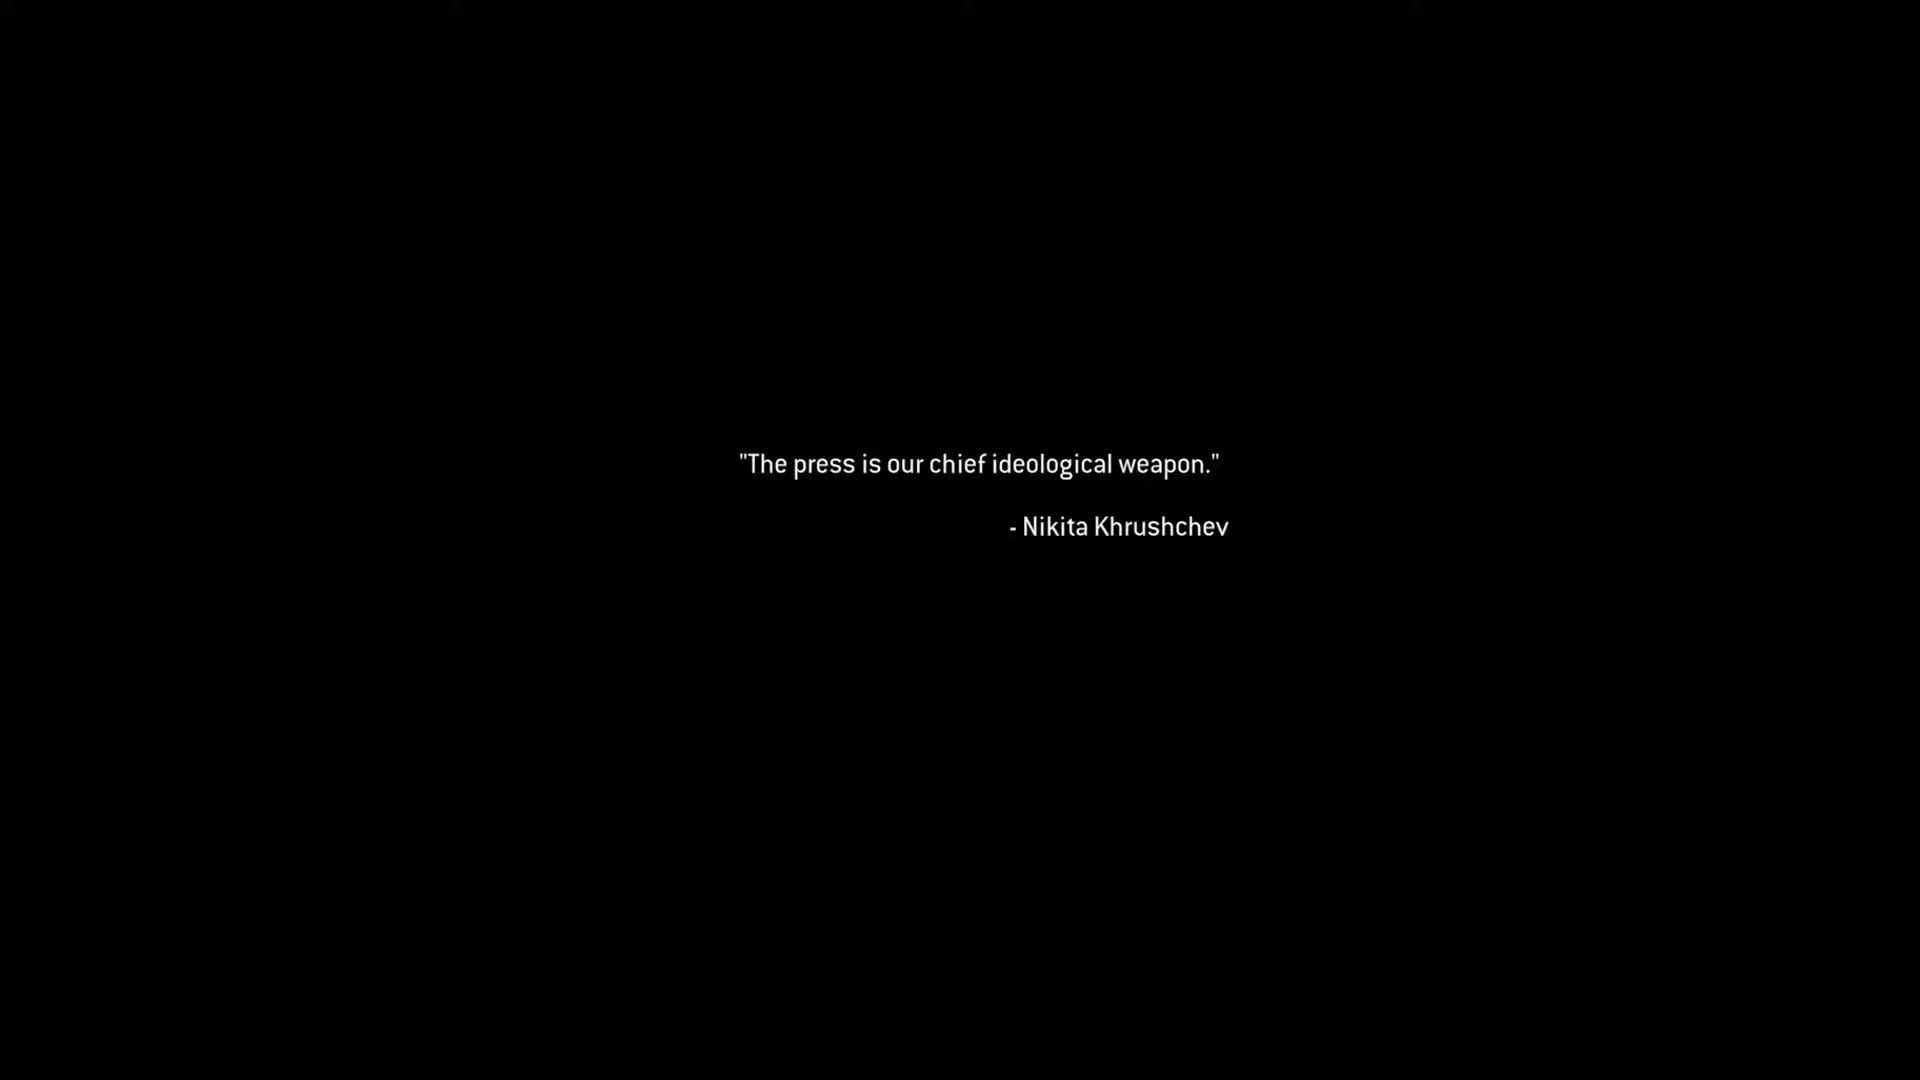 "The press is our chief ideological weapon."
- Nikita Khrushchev